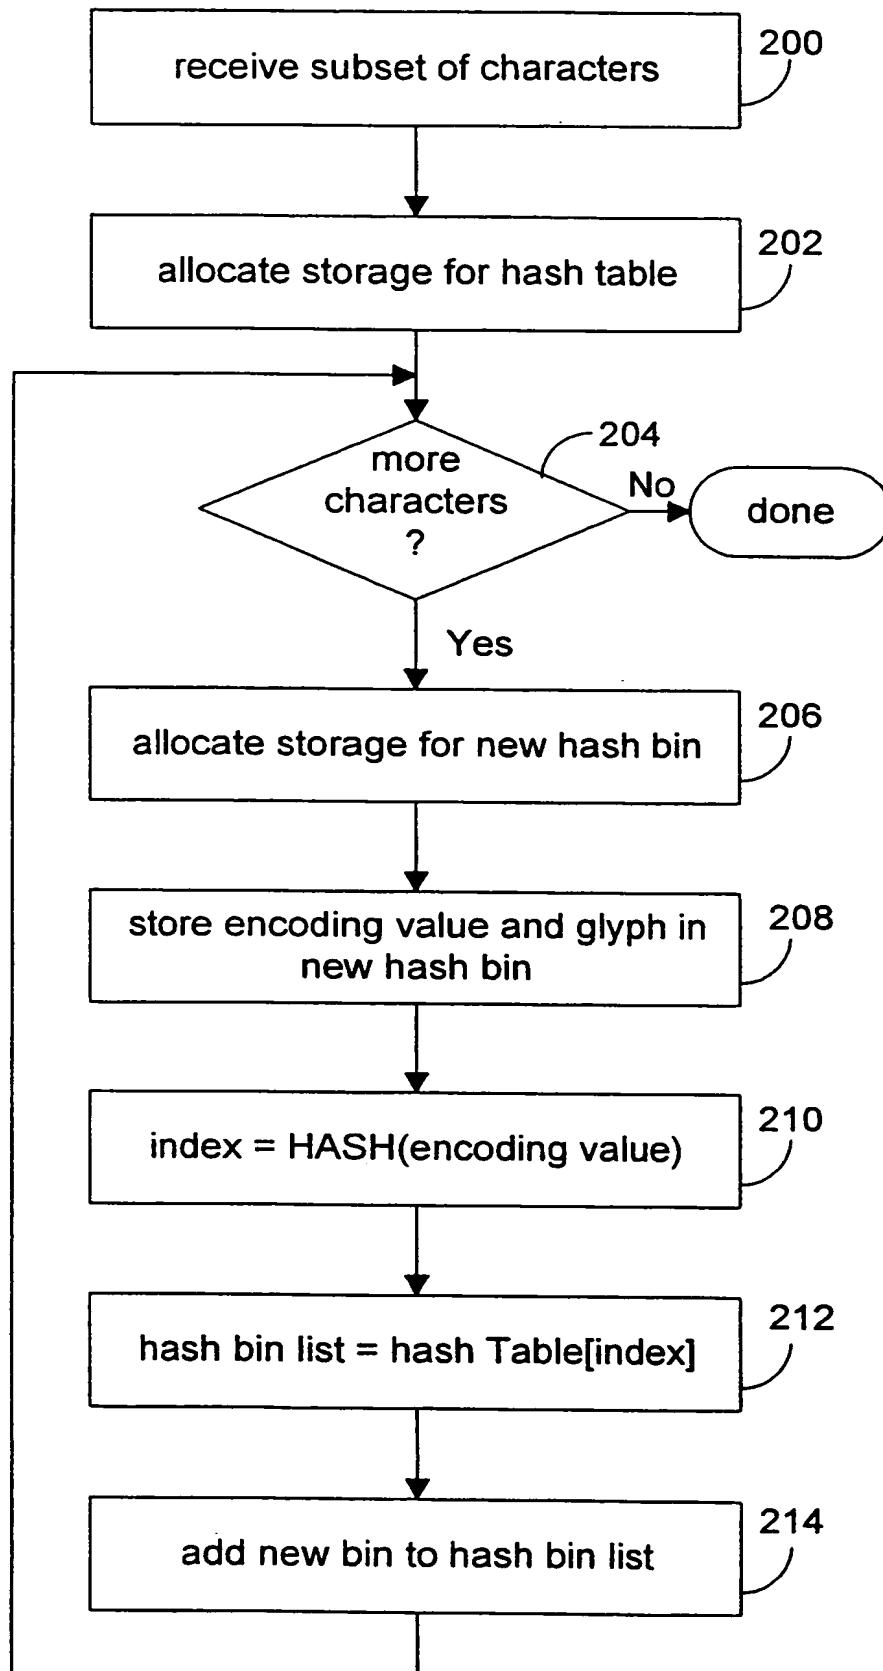 receive subset of characters
200
allocate storage for hash table
202
more
characters
?
204
No
done
Yes
allocate storage for new hash bin
206
store encoding value and glyph in
new hash bin
208
index = HASH(encoding value)
210
hash bin list = hash Table[index]
212
add new bin to hash bin list
214